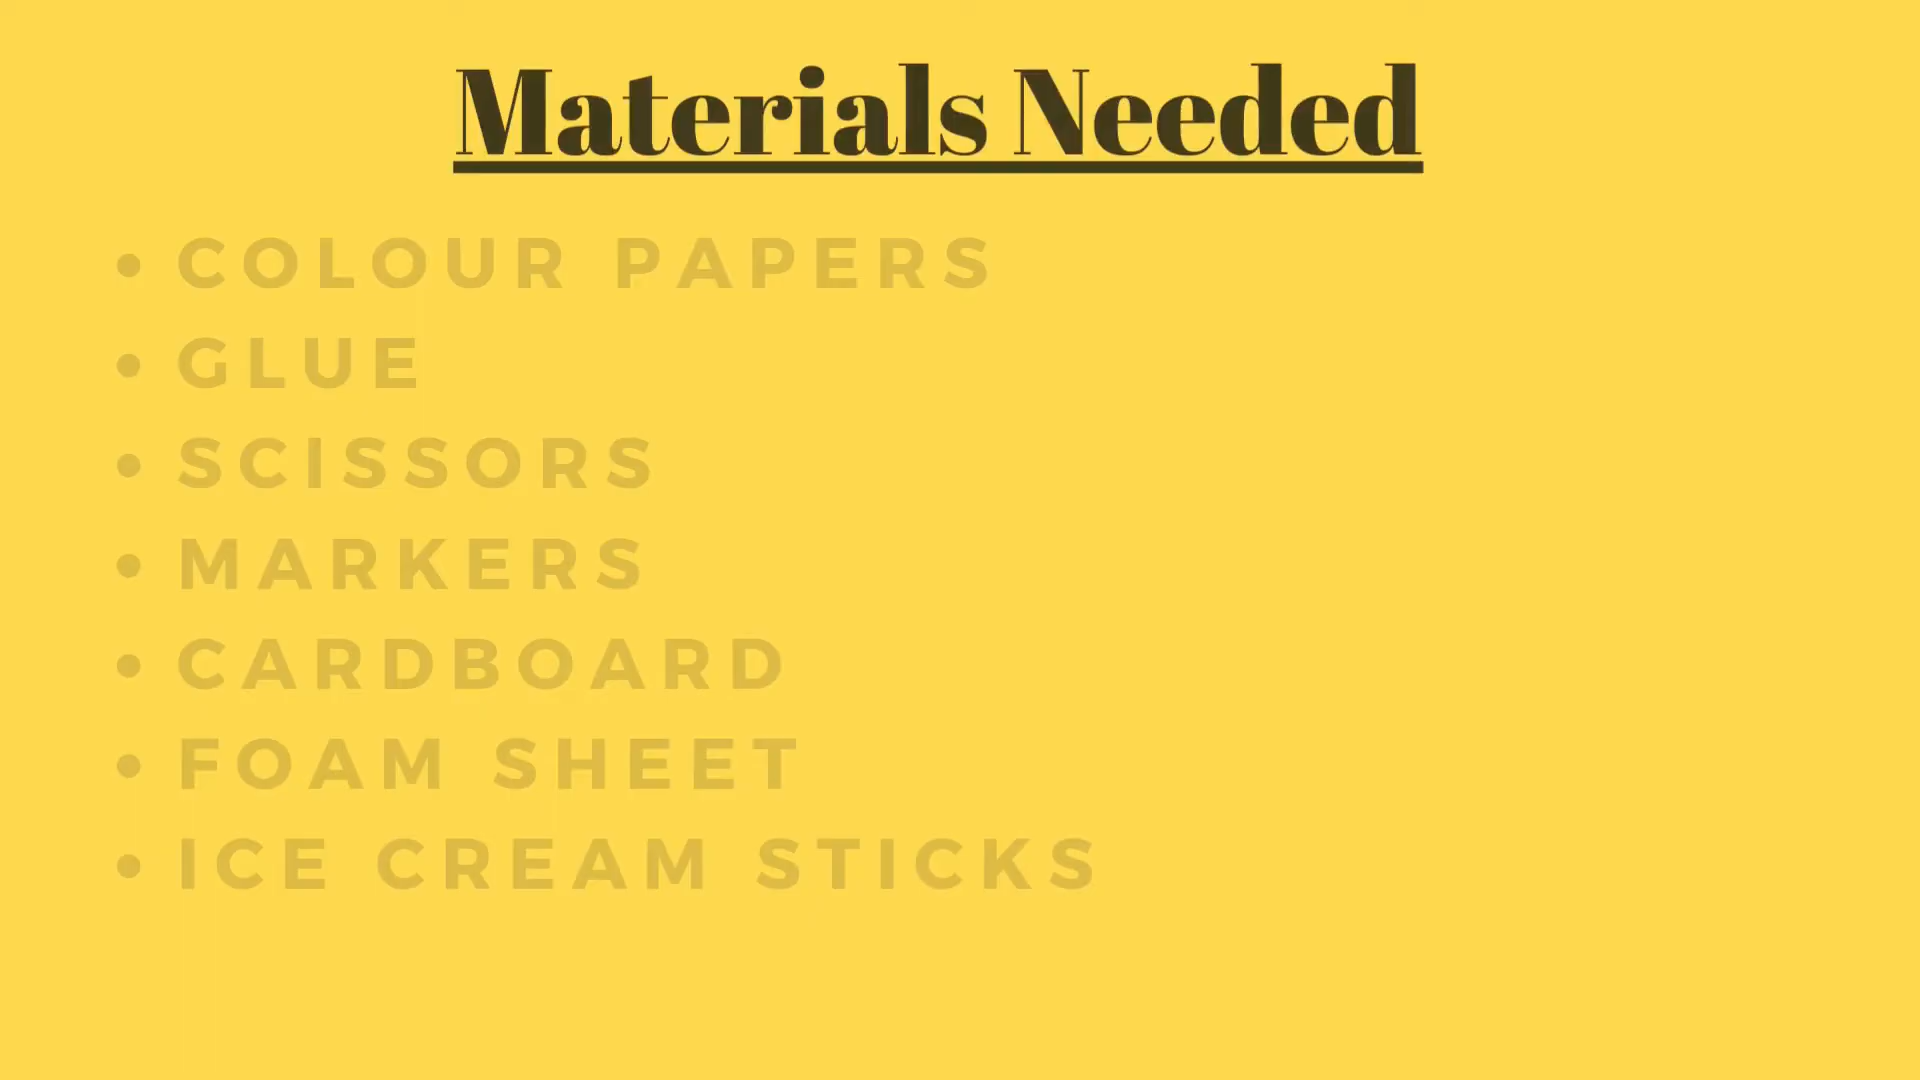 Materials Needed
• COLOUR PAPERS
• GLUE
• SCISSORS
• MARKERS
• CARDBOARD
• FOAM SHEET
• ICE CREAM STICKS